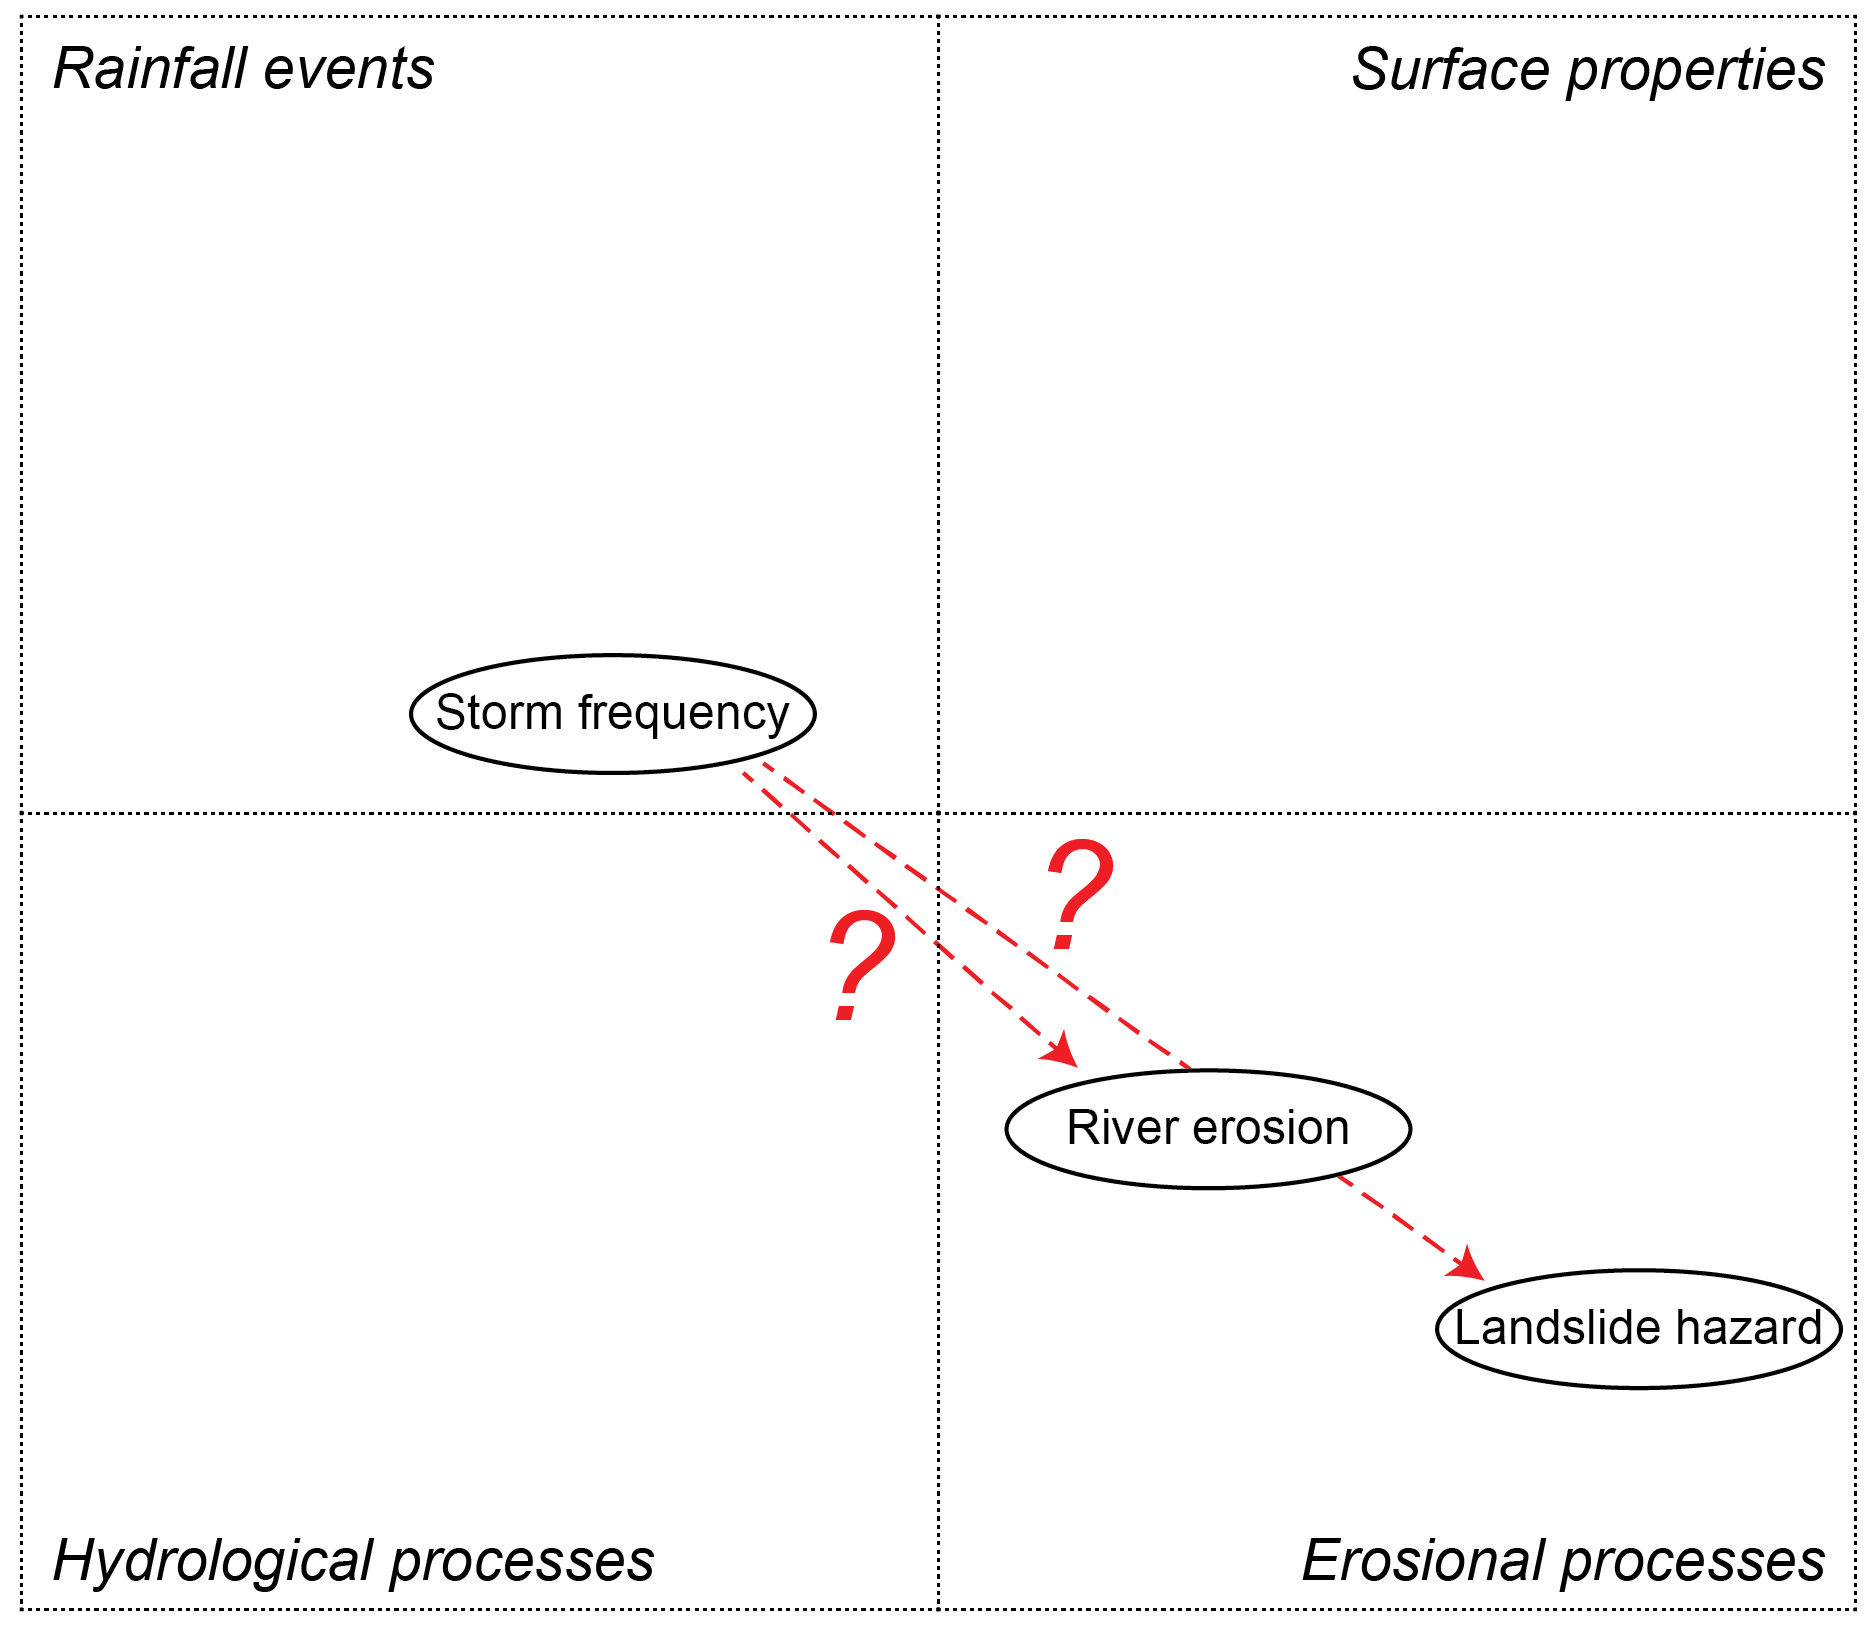 Rainfall events
Surface properties
Storm frequency
?
?
River erosion
Landslide hazard
Hydrological processes
Erosional processes